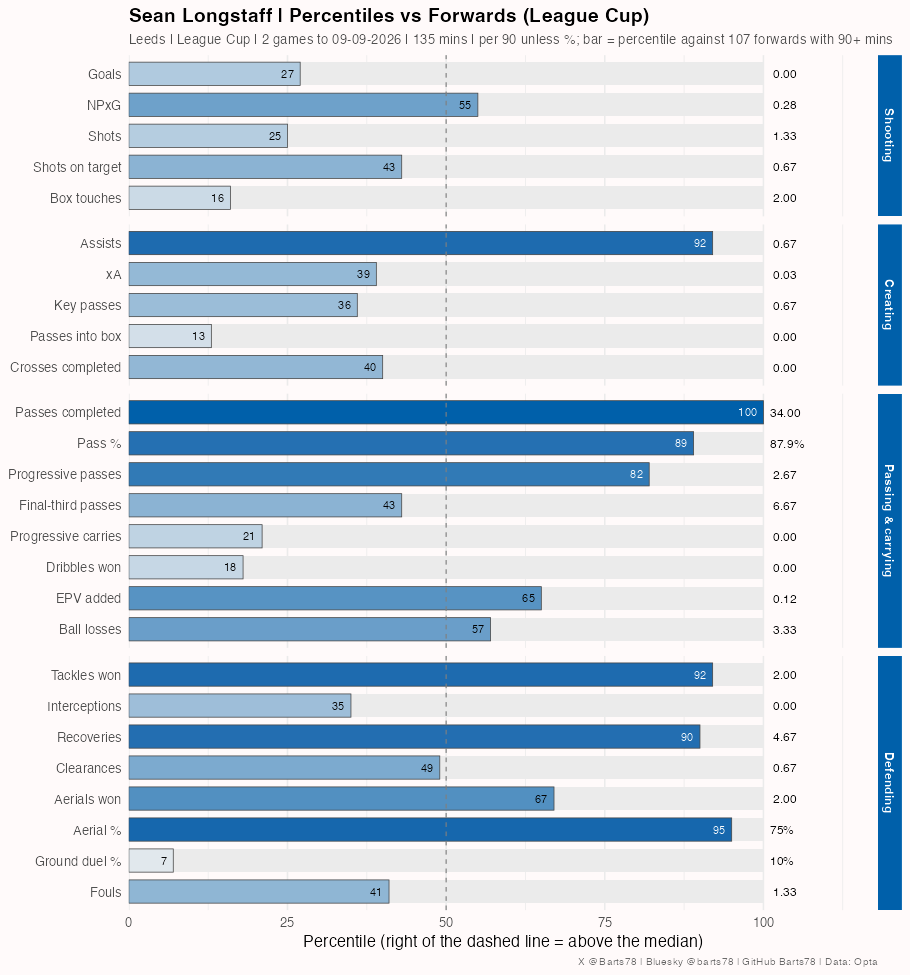 Sean Longstaff | Percentiles vs Forwards (League Cup)
Leeds | League Cup | 2 games to 09-09-2026 | 135 mins | per 90 unless %; bar = percentile against 107 forwards with 90+ mins
Goals 27 0.00
NPxG 55 0.28
Shots 25 1.33
Shots on target 43 0.67
Box touches 16 2.00
Shooting
Assists 92 0.67
xA 39 0.03
Key passes 36 0.67
Passes into box 13 0.00
Crosses completed 40 0.00
Creating
Passes completed 100 34.00
Pass % 89 87.9%
Progressive passes 82 2.67
Final-third passes 43 6.67
Progressive carries 21 0.00
Dribbles won 18 0.00
EPV added 65 0.12
Ball losses 57 3.33
Passing & carrying
Tackles won 92 2.00
Interceptions 35 0.00
Recoveries 90 4.67
Clearances 49 0.67
Aerials won 67 2.00
Aerial % 95 75%
Ground duel % 7 10%
Fouls 41 1.33
Defending
0 25 50 75 100
Percentile (right of the dashed line = above the median)
X @Barts78 | Bluesky @barts78 | GitHub Barts78 | Data: Opta